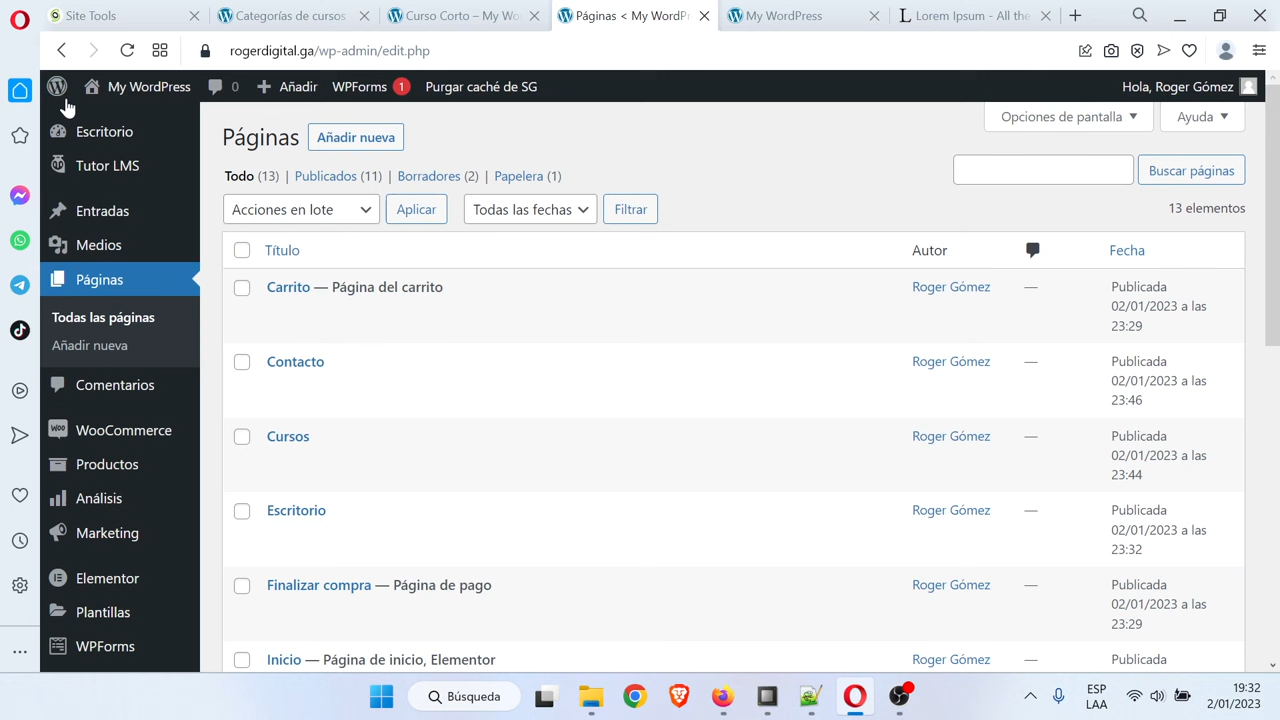 Site Tools
Categorías de cursos
Curso Corto – My Wo
Páginas < My WordPr
My WordPress
Lorem Ipsum - All the
rogerdigital.ga/wp-admin/edit.php
My WordPress
0
Añadir
WPForms 1
Purgar caché de SG
Hola, Roger Gómez
Escritorio
Tutor LMS
Entradas
Medios
Páginas
Todas las páginas
Añadir nueva
Comentarios
WooCommerce
Productos
Análisis
Marketing
Elementor
Plantillas
WPForms
Opciones de pantalla
Ayuda
Páginas
Añadir nueva
Todo (13) | Publicados (11) | Borradores (2) | Papelera (1)
Buscar páginas
Acciones en lote
Aplicar
Todas las fechas
Filtrar
13 elementos
Título
Autor
Fecha
Carrito — Página del carrito
Roger Gómez
—
Publicada
02/01/2023 a las
23:29
Contacto
Roger Gómez
—
Publicada
02/01/2023 a las
23:46
Cursos
Roger Gómez
—
Publicada
02/01/2023 a las
23:44
Escritorio
Roger Gómez
—
Publicada
02/01/2023 a las
23:32
Finalizar compra — Página de pago
Roger Gómez
—
Publicada
02/01/2023 a las
23:29
Inicio — Página de inicio, Elementor
Roger Gómez
—
Publicada
Búsqueda
ESP
LAA
19:32
2/01/2023